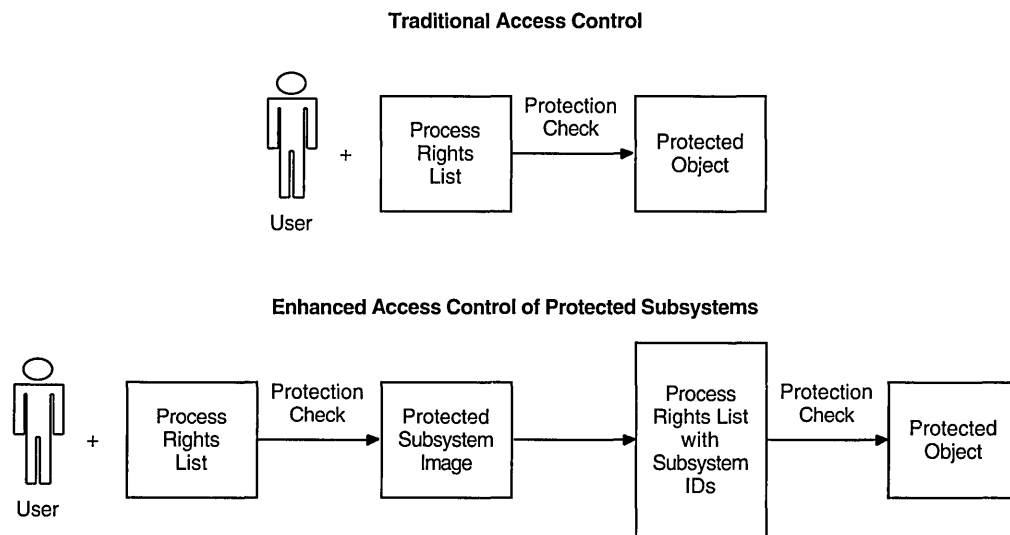 Traditional Access Control
User
+
Process
Rights
List
Protection
Check
Protected
Object
Enhanced Access Control of Protected Subsystems
User
+
Process
Rights
List
Protection
Check
Protected
Subsystem
Image
Process
Rights List
with
Subsystem
IDs
Protection
Check
Protected
Object